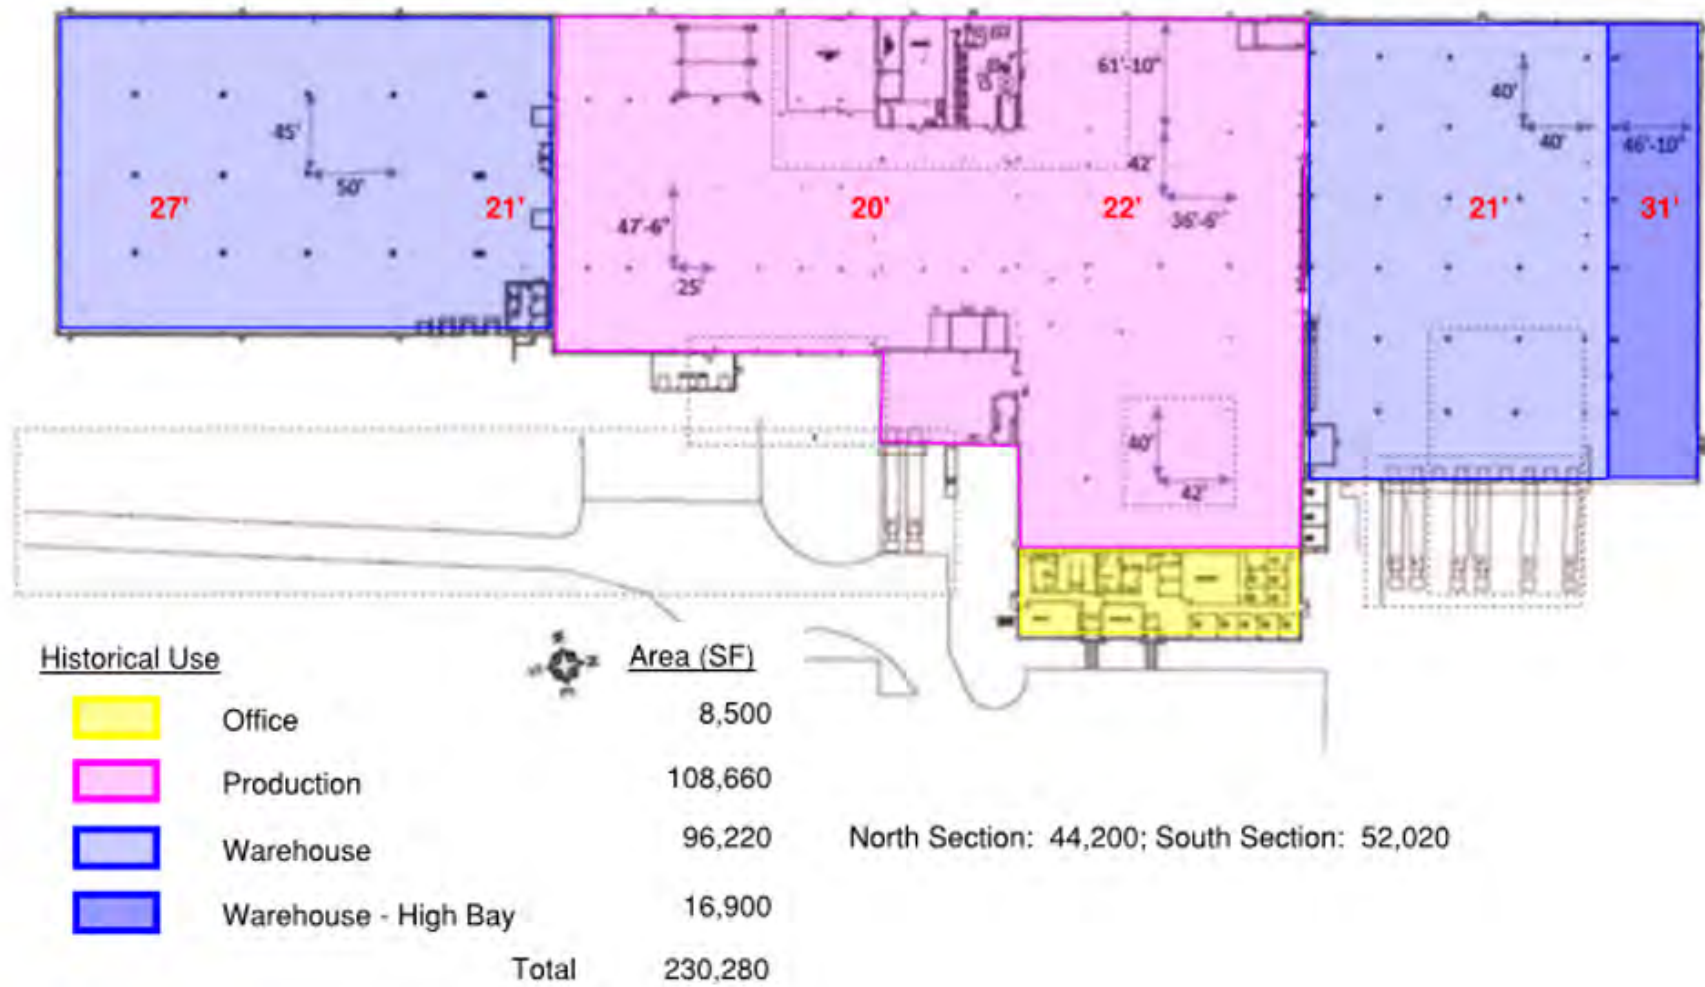 61'-10"
40'
45'
40'
46'-10"
42'
50'
27'
21'
20'
22'
21'
31'
47'-6"
36'-6"
25'
40'
42'
Historical Use
Area (SF)
Office 8,500
Production 108,660
Warehouse 96,220 North Section: 44,200; South Section: 52,020
Warehouse - High Bay 16,900
Total 230,280